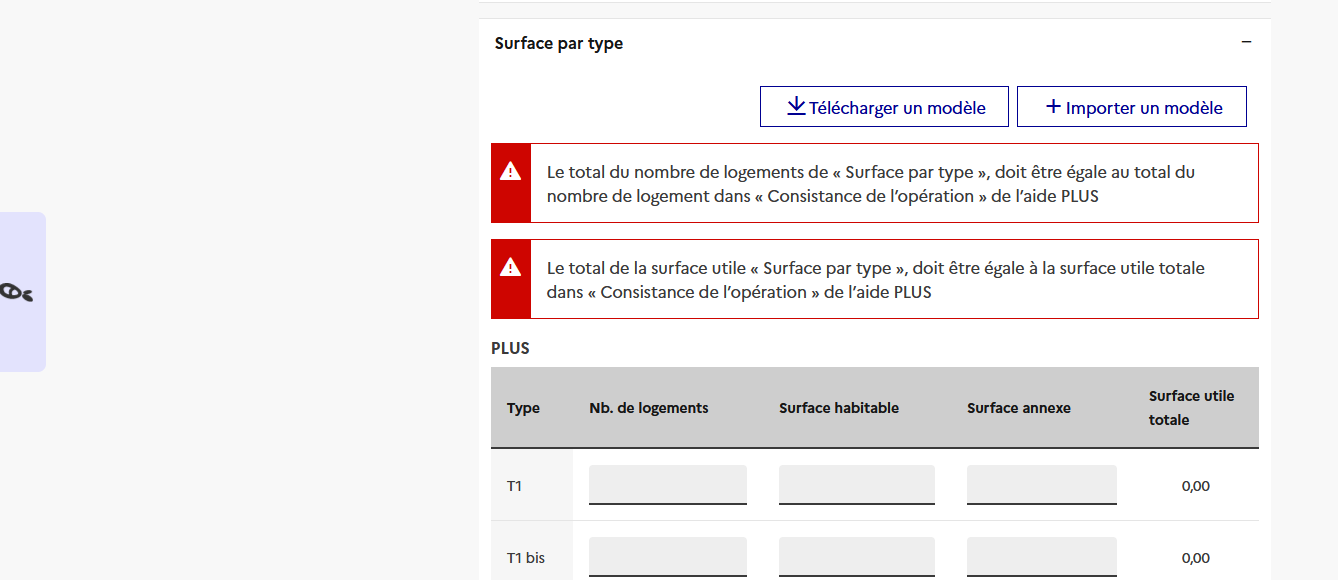 Surface par type
Télécharger un modèle
Importer un modèle
Le total du nombre de logements de « Surface par type », doit être égale au total du
nombre de logement dans « Consistance de l’opération » de l’aide PLUS
Le total de la surface utile « Surface par type », doit être égale à la surface utile totale
dans « Consistance de l’opération » de l’aide PLUS
PLUS
Type Nb. de logements Surface habitable Surface annexe Surface utile
totale
T1 0,00
T1 bis 0,00